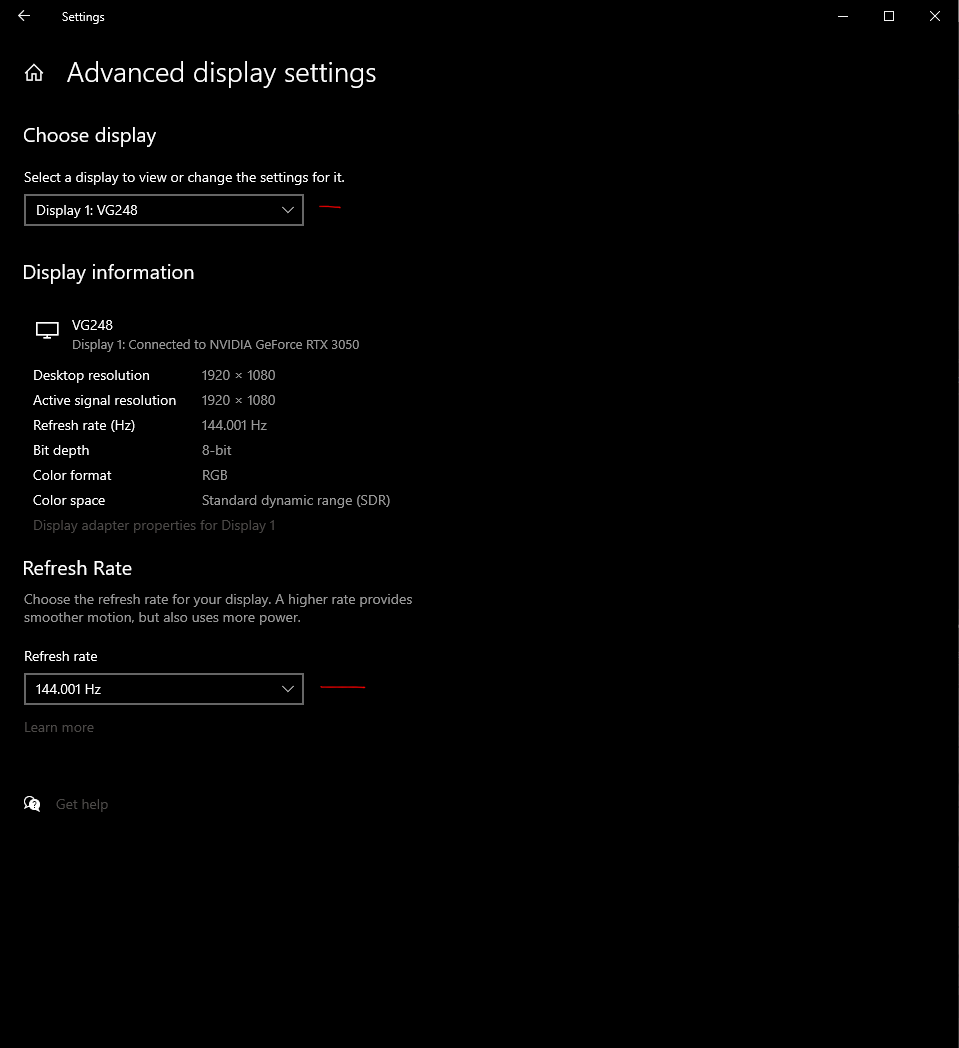 Settings
Advanced display settings
Choose display
Select a display to view or change the settings for it.
Display 1: VG248
Display information
VG248
Display 1: Connected to NVIDIA GeForce RTX 3050
Desktop resolution 1920 × 1080
Active signal resolution 1920 × 1080
Refresh rate (Hz) 144.001 Hz
Bit depth 8-bit
Color format RGB
Color space Standard dynamic range (SDR)
Display adapter properties for Display 1
Refresh Rate
Choose the refresh rate for your display. A higher rate provides
smoother motion, but also uses more power.
Refresh rate
144.001 Hz
Learn more
Get help